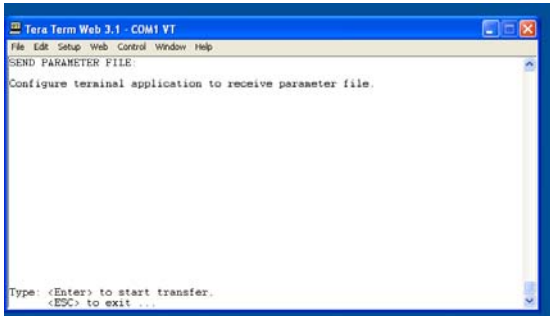 Tera Term Web 3.1 - COM1 VT
File Edit Setup Web Control Window Help
SEND PARAMETER FILE:
Configure terminal application to receive parameter file.
Type: <Enter> to start transfer.
<ESC> to exit ...